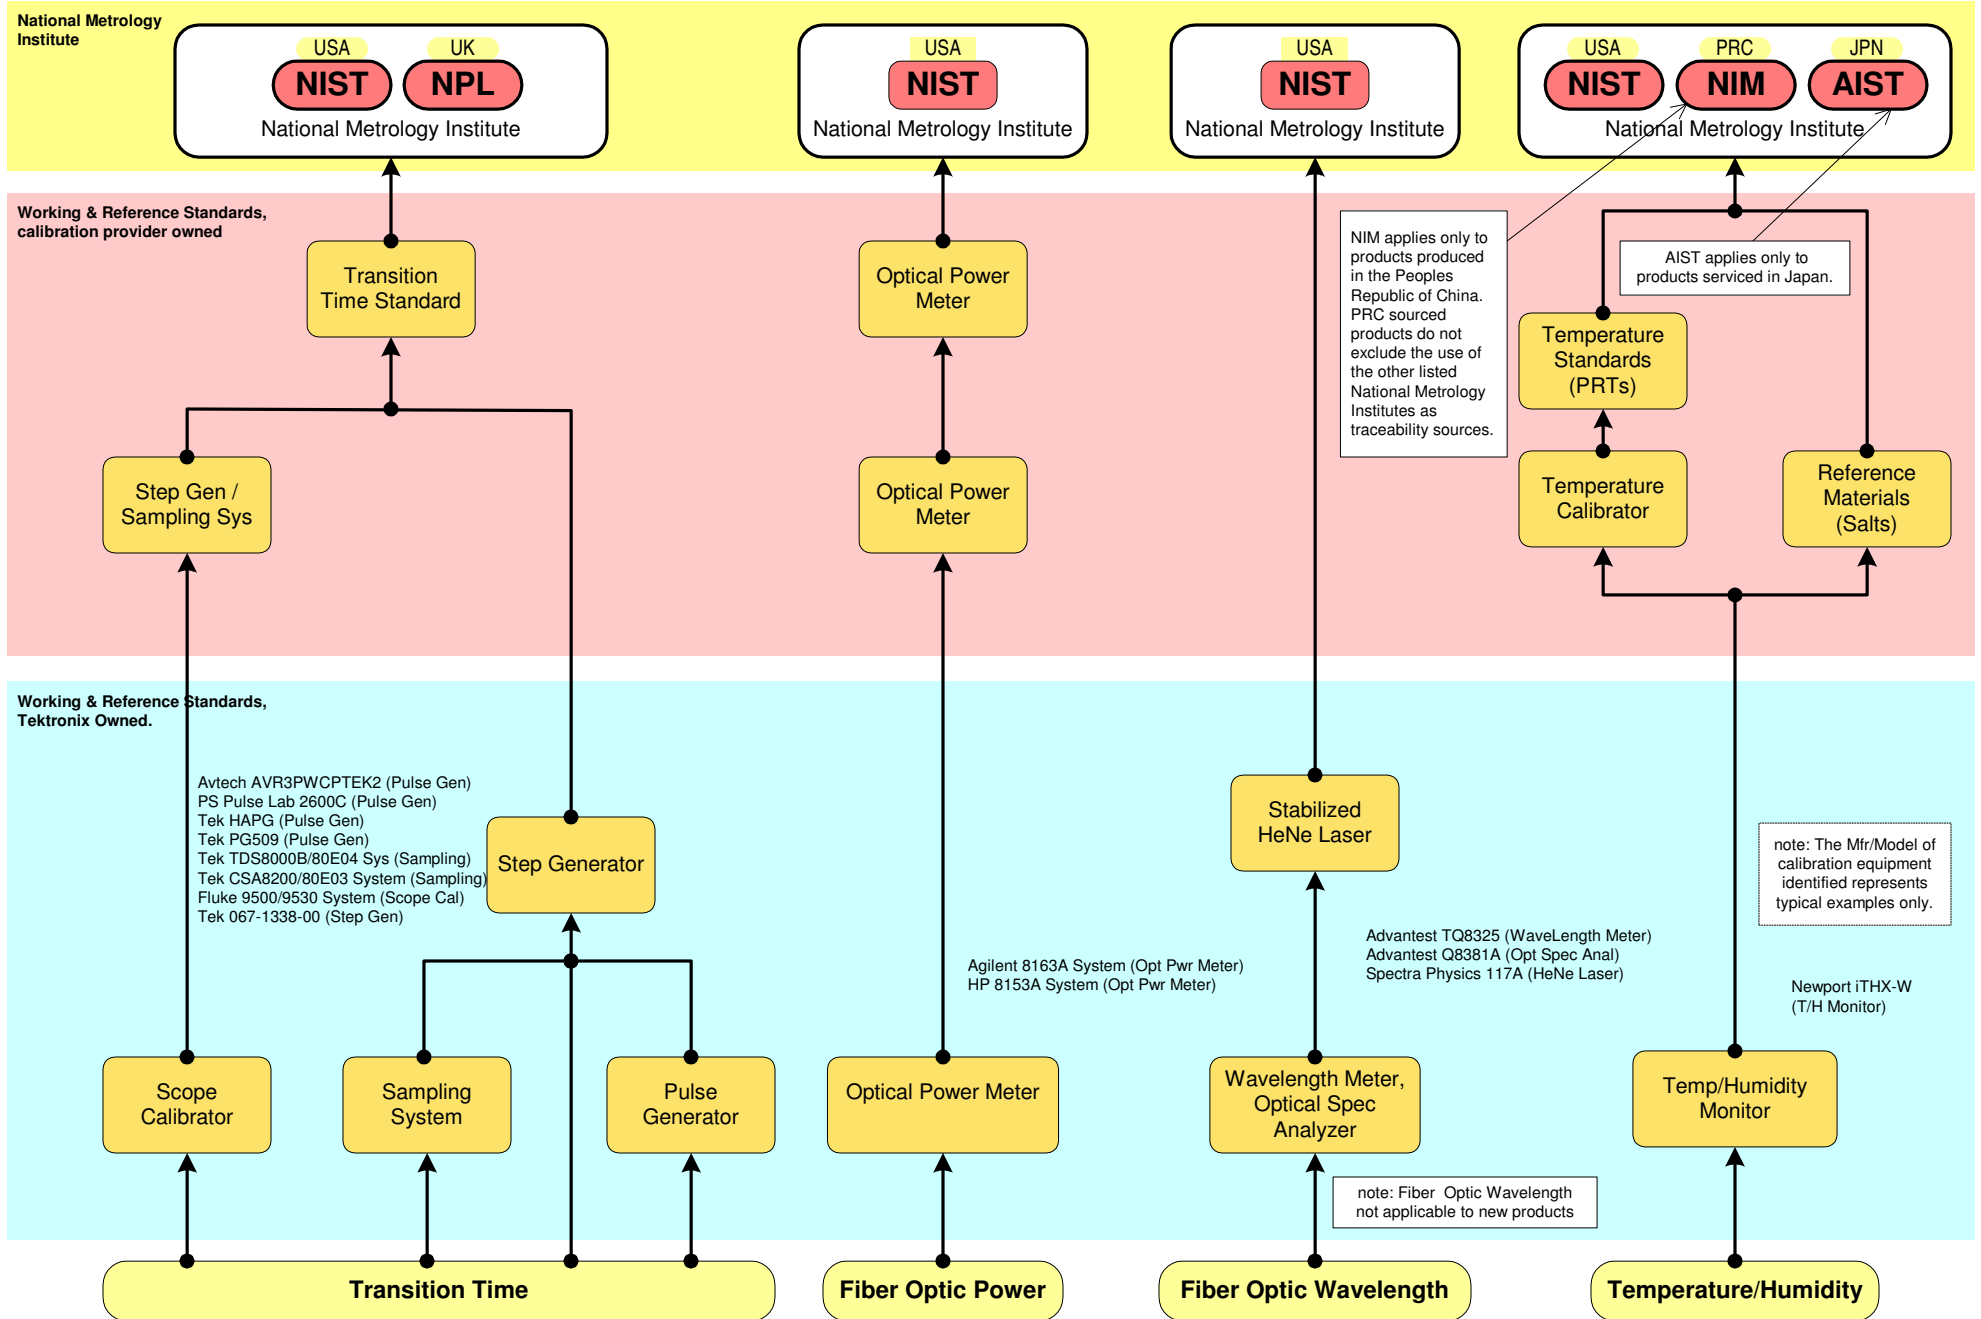 National Metrology
Institute
USA
NIST
UK
NPL
National Metrology Institute
USA
NIST
National Metrology Institute
USA
NIST
National Metrology Institute
USA
NIST
PRC
NIM
JPN
AIST
National Metrology Institute
Working & Reference Standards,
calibration provider owned
Transition
Time Standard
Step Gen /
Sampling Sys
Optical Power
Meter
Optical Power
Meter
NIM applies only to
products produced
in the Peoples
Republic of China.
PRC sourced
products do not
exclude the use of
the other listed
National Metrology
Institutes as
traceability sources.
AIST applies only to
products serviced in Japan.
Temperature
Standards
(PRTs)
Temperature
Calibrator
Reference
Materials
(Salts)
Working & Reference Standards,
Tektronix Owned.
Avtech AVR3PWCPTEK2 (Pulse Gen)
PS Pulse Lab 2600C (Pulse Gen)
Tek HAPG (Pulse Gen)
Tek PG509 (Pulse Gen)
Tek TDS8000B/80E04 Sys (Sampling)
Tek CSA8200/80E03 System (Sampling)
Fluke 9500/9530 System (Scope Cal)
Tek 067-1338-00 (Step Gen)
Step Generator
Scope
Calibrator
Sampling
System
Pulse
Generator
Agilent 8163A System (Opt Pwr Meter)
HP 8153A System (Opt Pwr Meter)
Optical Power Meter
Stabilized
HeNe Laser
Advantest TQ8325 (WaveLength Meter)
Advantest Q8381A (Opt Spec Anal)
Spectra Physics 117A (HeNe Laser)
Wavelength Meter,
Optical Spec
Analyzer
note: Fiber  Optic Wavelength
not applicable to new products
note: The Mfr/Model of
calibration equipment
identified represents
typical examples only.
Newport iTHX-W
(T/H Monitor)
Temp/Humidity
Monitor
Transition Time
Fiber Optic Power
Fiber Optic Wavelength
Temperature/Humidity